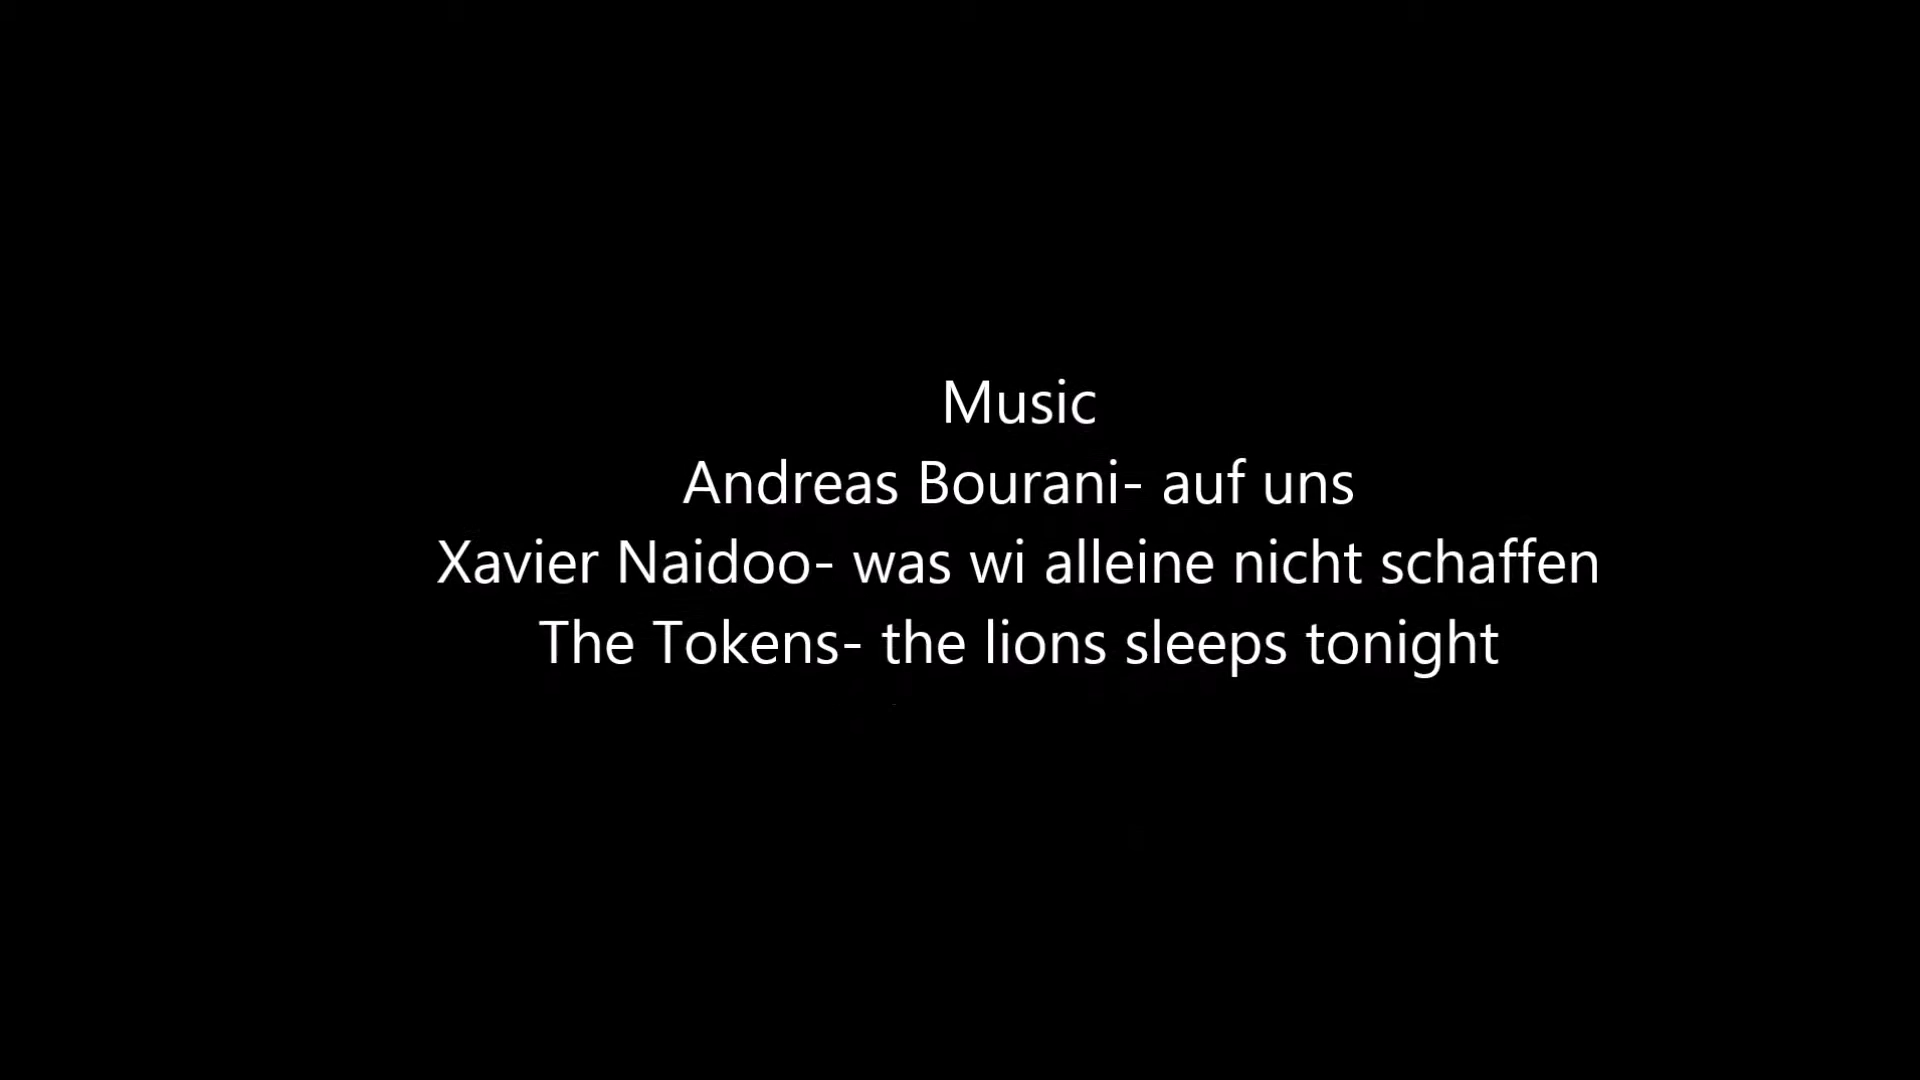 Music
Andreas Bourani- auf uns
Xavier Naidoo- was wi alleine nicht schaffen
The Tokens- the lions sleeps tonight